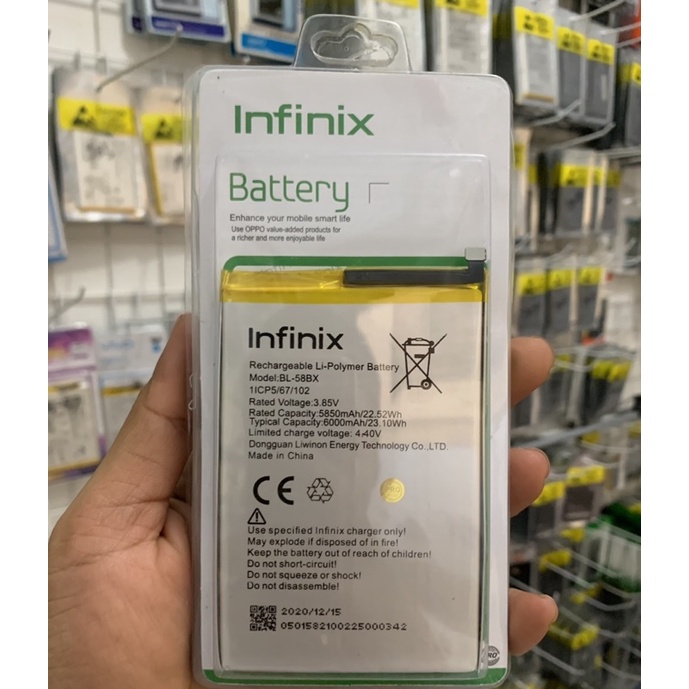 Infinix
Battery
Enhance your mobile smart life
Use OPPO value-added products for
a richer and more enjoyable life
Infinix
Rechargeable Li-Polymer Battery
Model:BL-58BX
1ICP5/67/102
Rated Voltage:3.85V
Rated Capacity:5850mAh/22.52Wh
Typical Capacity:6000mAh/23.10Wh
Limited charge voltage: 4.40V
Dongguan Liwinon Energy Technology Co.,LTD.
Made in China
CE
PRO
Use specified Infinix charger only!
May explode if disposed of in fire!
Keep the battery out of reach of children!
Do not short-circuit!
Do not squeeze or shock!
Do not disassemble!
2020/12/15
0501582100225000342